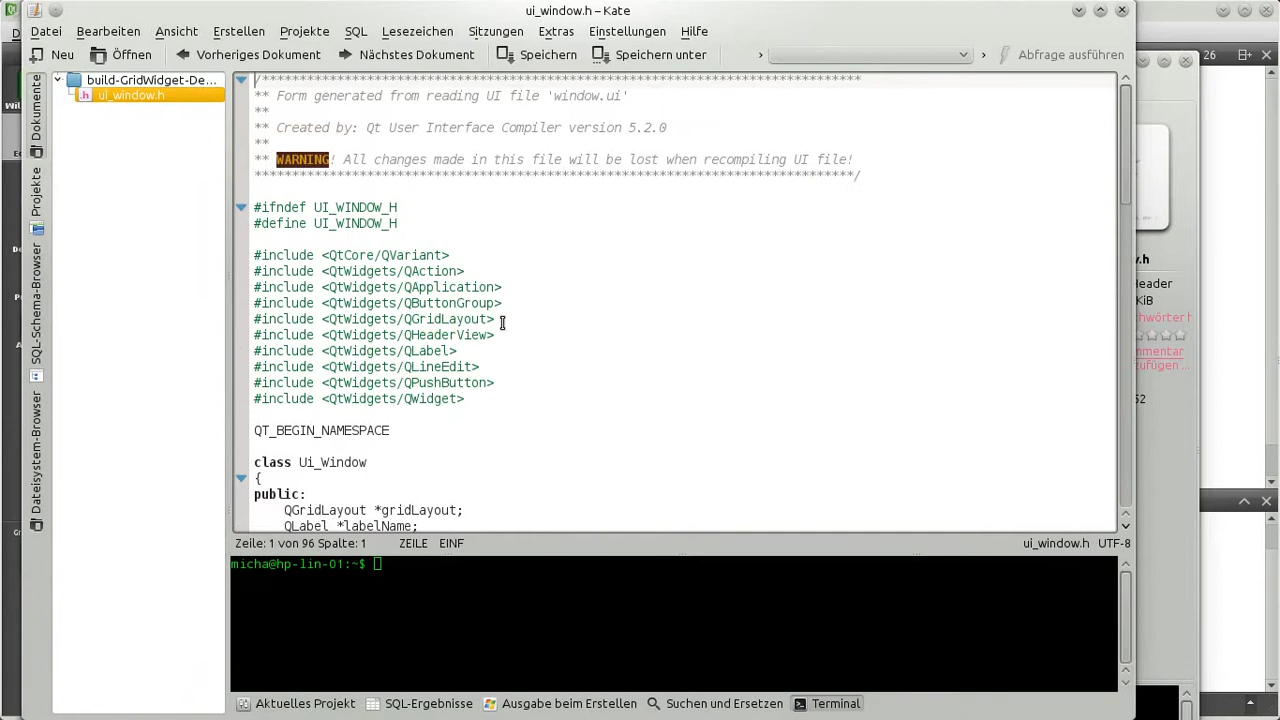 ui_window.h – Kate
Datei Bearbeiten Ansicht Erstellen Projekte SQL Lesezeichen Sitzungen Extras Einstellungen Hilfe
Neu Öffnen Vorheriges Dokument Nächstes Dokument Speichern Speichern unter Abfrage ausführen
26
Dokumente
Projekte
SQL-Schema-Browser
Dateisystem-Browser
build-GridWidget-De...
ui_window.h
/********************************************************************************
** Form generated from reading UI file 'window.ui'
**
** Created by: Qt User Interface Compiler version 5.2.0
**
** WARNING! All changes made in this file will be lost when recompiling UI file!
********************************************************************************/
#ifndef UI_WINDOW_H
#define UI_WINDOW_H
#include <QtCore/QVariant>
#include <QtWidgets/QAction>
#include <QtWidgets/QApplication>
#include <QtWidgets/QButtonGroup>
#include <QtWidgets/QGridLayout>
#include <QtWidgets/QHeaderView>
#include <QtWidgets/QLabel>
#include <QtWidgets/QLineEdit>
#include <QtWidgets/QPushButton>
#include <QtWidgets/QWidget>
QT_BEGIN_NAMESPACE
class Ui_Window
{
public:
QGridLayout *gridLayout;
QLabel *labelName;
Zeile: 1 von 96 Spalte: 1 ZEILE EINF ui_window.h UTF-8
micha@hp-lin-01:~$
Aktuelles Projekt SQL-Ergebnisse Ausgabe beim Erstellen Suchen und Ersetzen Terminal
w.h
Header
KiB
chwörter h
mmentar
zufügen ...
52